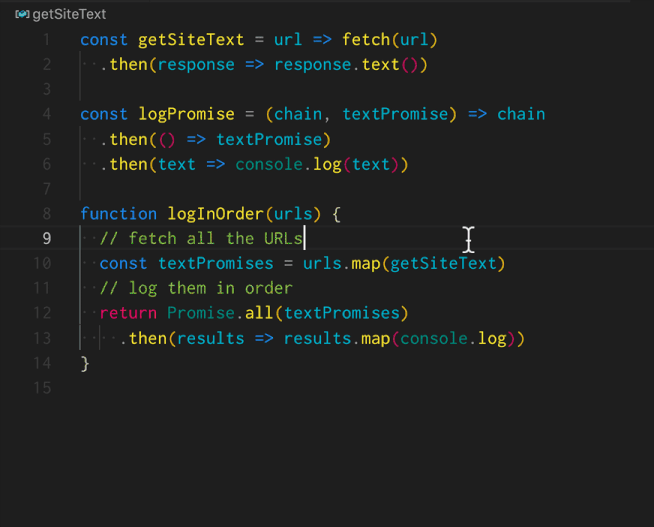 getSiteText
1 const getSiteText = url => fetch(url)
2 .then(response => response.text())
3
4 const logPromise = (chain, textPromise) => chain
5 .then(() => textPromise)
6 .then(text => console.log(text))
7
8 function logInOrder(urls) {
9 // fetch all the URLs
10 const textPromises = urls.map(getSiteText)
11 // log them in order
12 return Promise.all(textPromises)
13 .then(results => results.map(console.log))
14 }
15